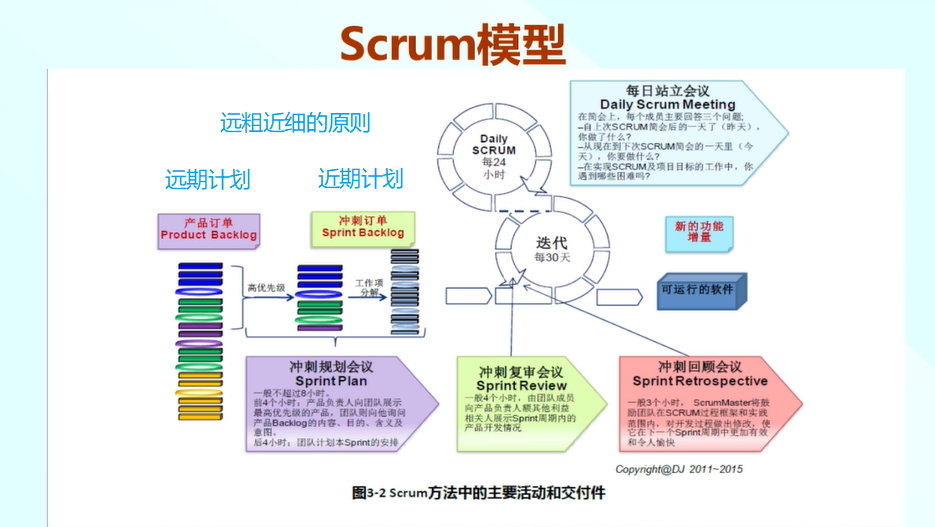 Scrum模型
远粗近细的原则
远期计划
近期计划
产品订单
Product Backlog
冲刺订单
Sprint Backlog
高优先级
工作项
分解
Daily
SCRUM
每24
小时
迭代
每30天
每日站立会议
Daily Scrum Meeting
在简会上，每个成员主要回答三个问题;
–自上次SCRUM简会后的一天了（昨天），
你做了什么?
–从现在到下次SCRUM简会的一天里（今
天），你要做什么?
–在实现SCRUM及项目目标的工作中，你
遇到哪些困难吗?
新的功能
增量
可运行的软件
冲刺规划会议
Sprint Plan
一般不超过8小时。
前4个小时：产品负责人向团队展示
最高优先级的产品，团队则向他询问
产品Backlog的内容、目的、含义及
意图。
后4小时：团队计划本Sprint的安排
冲刺复审会议
Sprint Review
一般4个小时，由团队成员
向产品负责人额其他利益
相关人展示Sprint周期内的
产品开发情况
冲刺回顾会议
Sprint Retrospective
一般3个小时， ScrumMaster将鼓
励团队在SCRUM过程框架和实践
范围内，对开发过程做出修改，使
它在下一个Sprint周期中更加有效
和令人愉快
Copyright@DJ 2011~2015
图3-2 Scrum方法中的主要活动和交付件